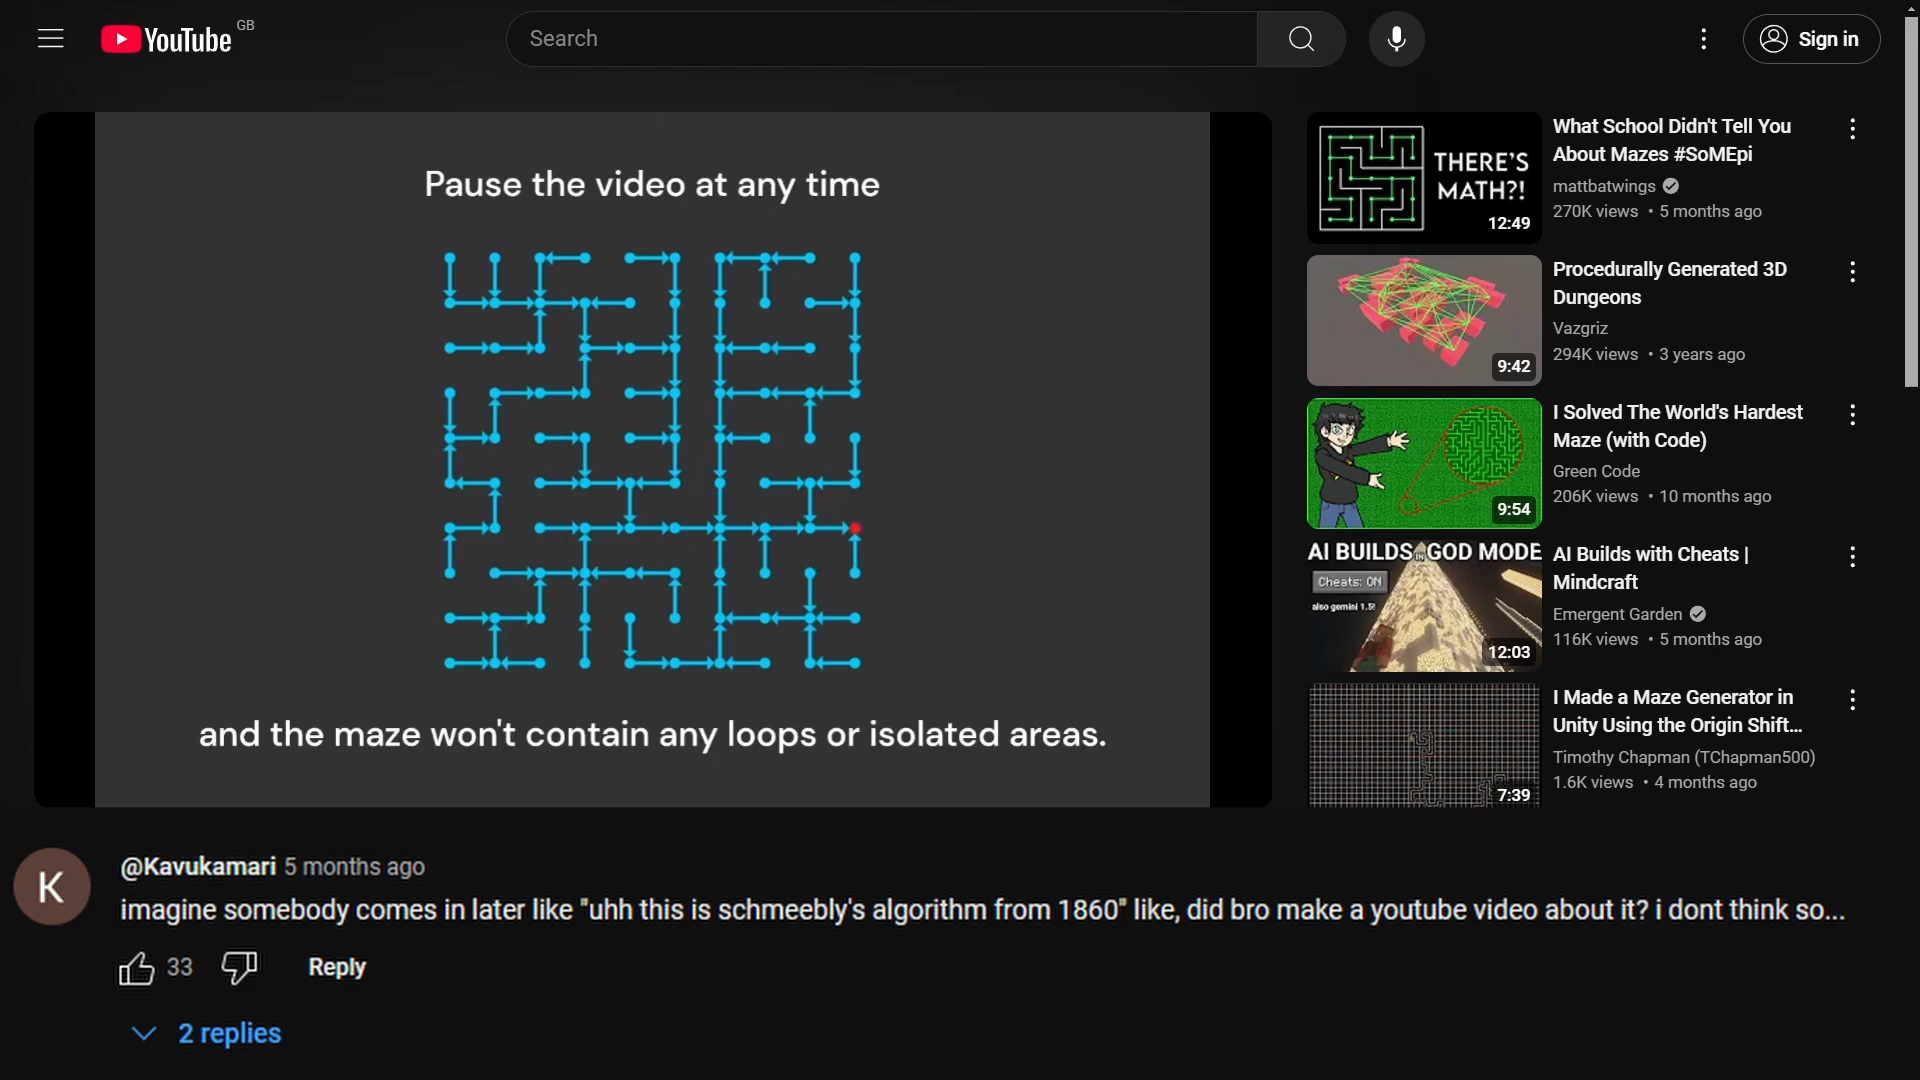 YouTube GB
Search
Sign in
Pause the video at any time
and the maze won't contain any loops or isolated areas.
THERE'S
MATH?!
12:49
What School Didn't Tell You
About Mazes #SoMEpi
mattbatwings
270K views • 5 months ago
9:42
Procedurally Generated 3D
Dungeons
Vazgriz
294K views • 3 years ago
9:54
I Solved The World's Hardest
Maze (with Code)
Green Code
206K views • 10 months ago
AI BUILDS IN GOD MODE
Cheats: ON
also gemini 1.5!
12:03
AI Builds with Cheats |
Mindcraft
Emergent Garden
116K views • 5 months ago
7:39
I Made a Maze Generator in
Unity Using the Origin Shift...
Timothy Chapman (TChapman500)
1.6K views • 4 months ago
K
@Kavukamari 5 months ago
imagine somebody comes in later like "uhh this is schmeebly's algorithm from 1860" like, did bro make a youtube video about it? i dont think so...
33 Reply
2 replies